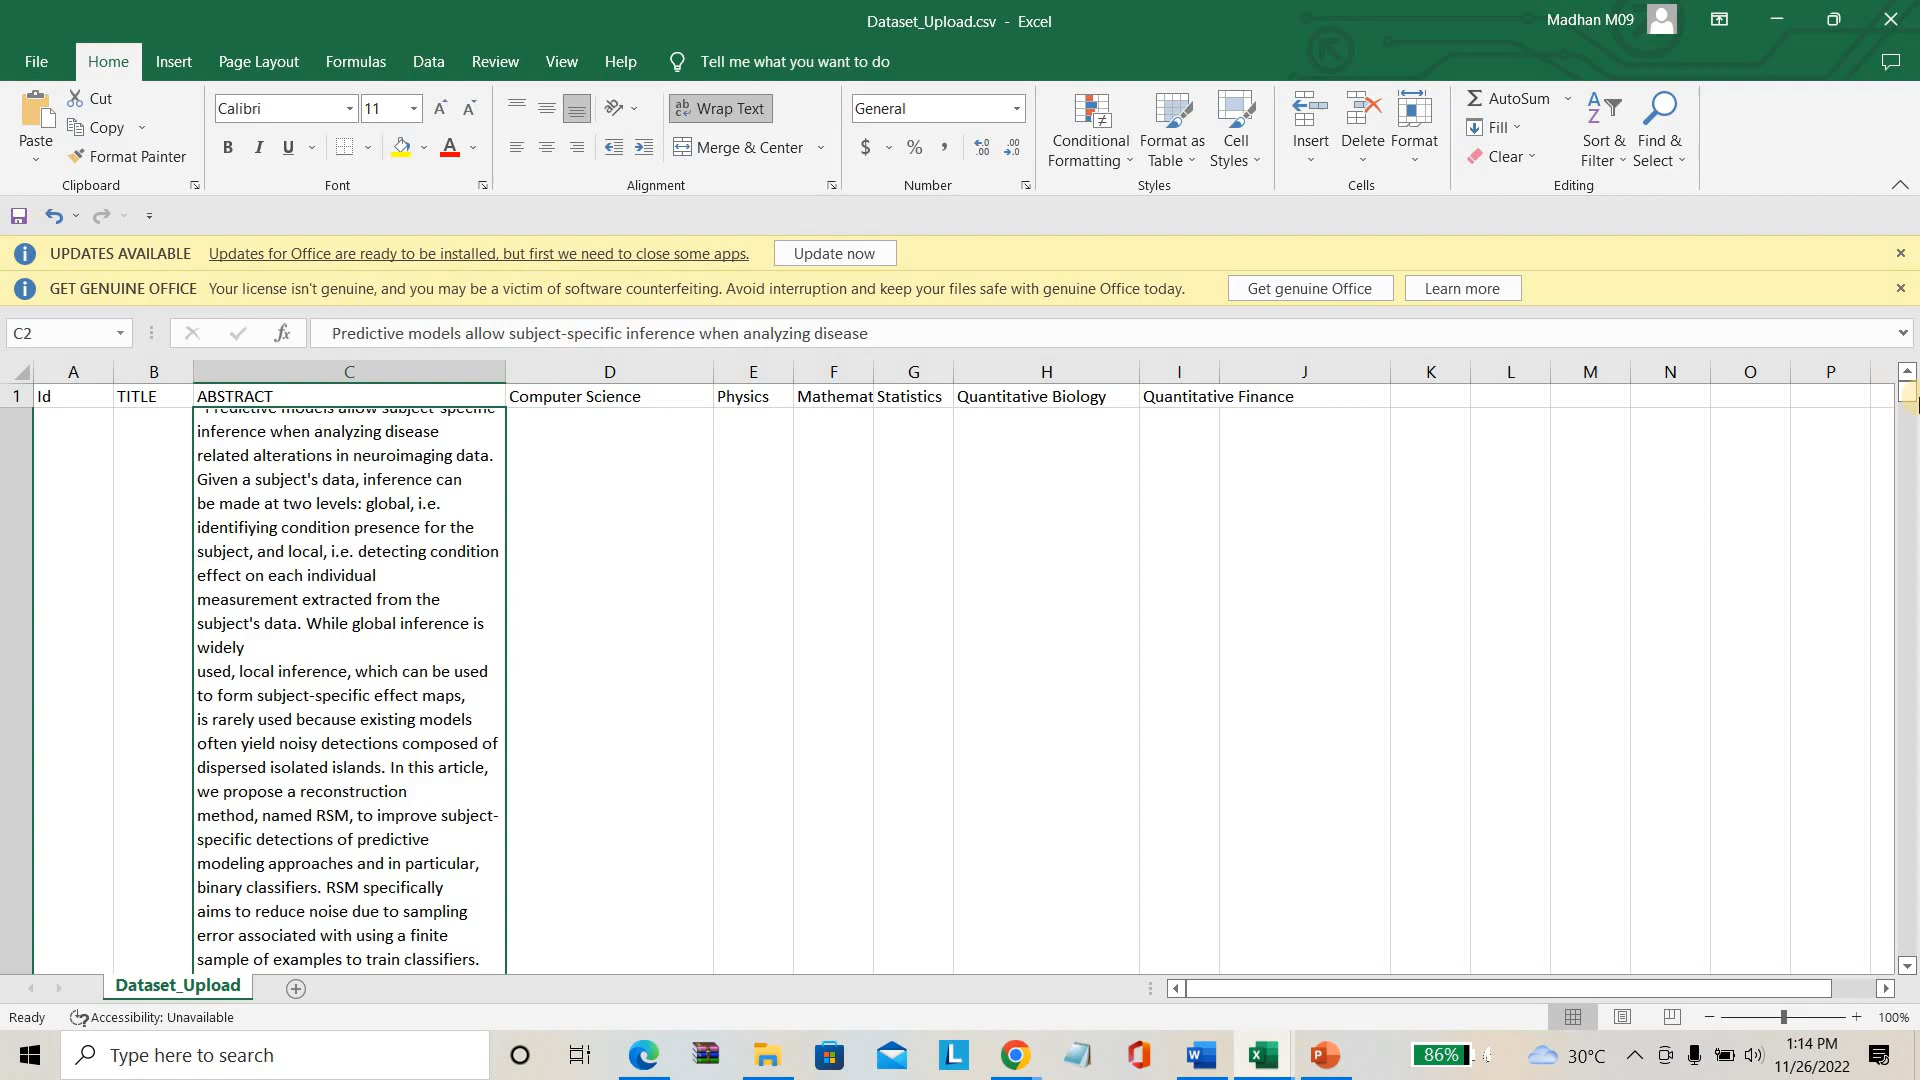 Dataset_Upload.csv - Excel
Madhan M09
File Home Insert Page Layout Formulas Data Review View Help Tell me what you want to do
Paste
Cut
Copy
Format Painter
Clipboard
Calibri 11
B I U
Font
Wrap Text
Merge & Center
Alignment
General
$ % ,
Number
Conditional Formatting
Format as Table
Cell Styles
Styles
Insert Delete Format
Cells
AutoSum
Fill
Clear
Sort & Filter
Find & Select
Editing
UPDATES AVAILABLE Updates for Office are ready to be installed, but first we need to close some apps. Update now
GET GENUINE OFFICE Your license isn't genuine, and you may be a victim of software counterfeiting. Avoid interruption and keep your files safe with genuine Office today. Get genuine Office Learn more
C2 fx Predictive models allow subject-specific inference when analyzing disease
A B C D E F G H I J K L M N O P
1 Id TITLE ABSTRACT Computer Science Physics Mathemat Statistics Quantitative Biology Quantitative Finance
Predictive models allow subject-specific
inference when analyzing disease
related alterations in neuroimaging data.
Given a subject's data, inference can
be made at two levels: global, i.e.
identifiying condition presence for the
subject, and local, i.e. detecting condition
effect on each individual
measurement extracted from the
subject's data. While global inference is
widely
used, local inference, which can be used
to form subject-specific effect maps,
is rarely used because existing models
often yield noisy detections composed of
dispersed isolated islands. In this article,
we propose a reconstruction
method, named RSM, to improve subject-
specific detections of predictive
modeling approaches and in particular,
binary classifiers. RSM specifically
aims to reduce noise due to sampling
error associated with using a finite
sample of examples to train classifiers.
Dataset_Upload
Ready Accessibility: Unavailable 100%
Type here to search
86%
30°C
1:14 PM
11/26/2022